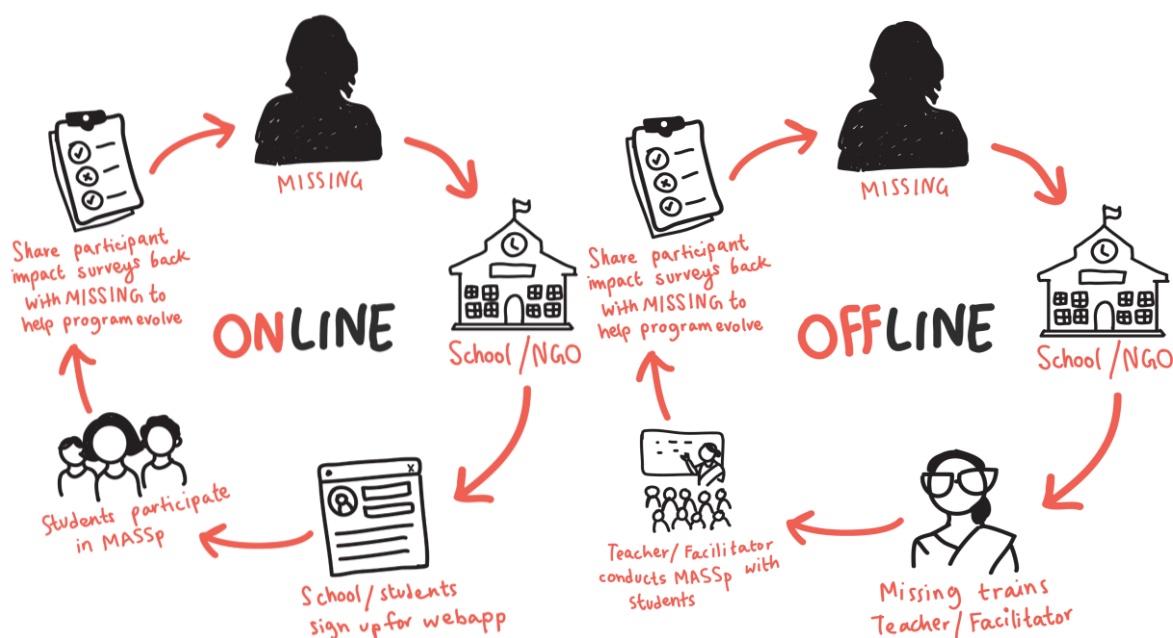 MISSING
School/NGO
School/students
sign up for webapp
Students participate
in MASSp
Share participant
impact surveys back
with MISSING to
help program evolve
ONLINE
MISSING
School/NGO
Missing trains
Teacher/Facilitator
Teacher/Facilitator
conducts MASSp with
students
Share participant
impact surveys back
with MISSING to
help program evolve
OFFLINE